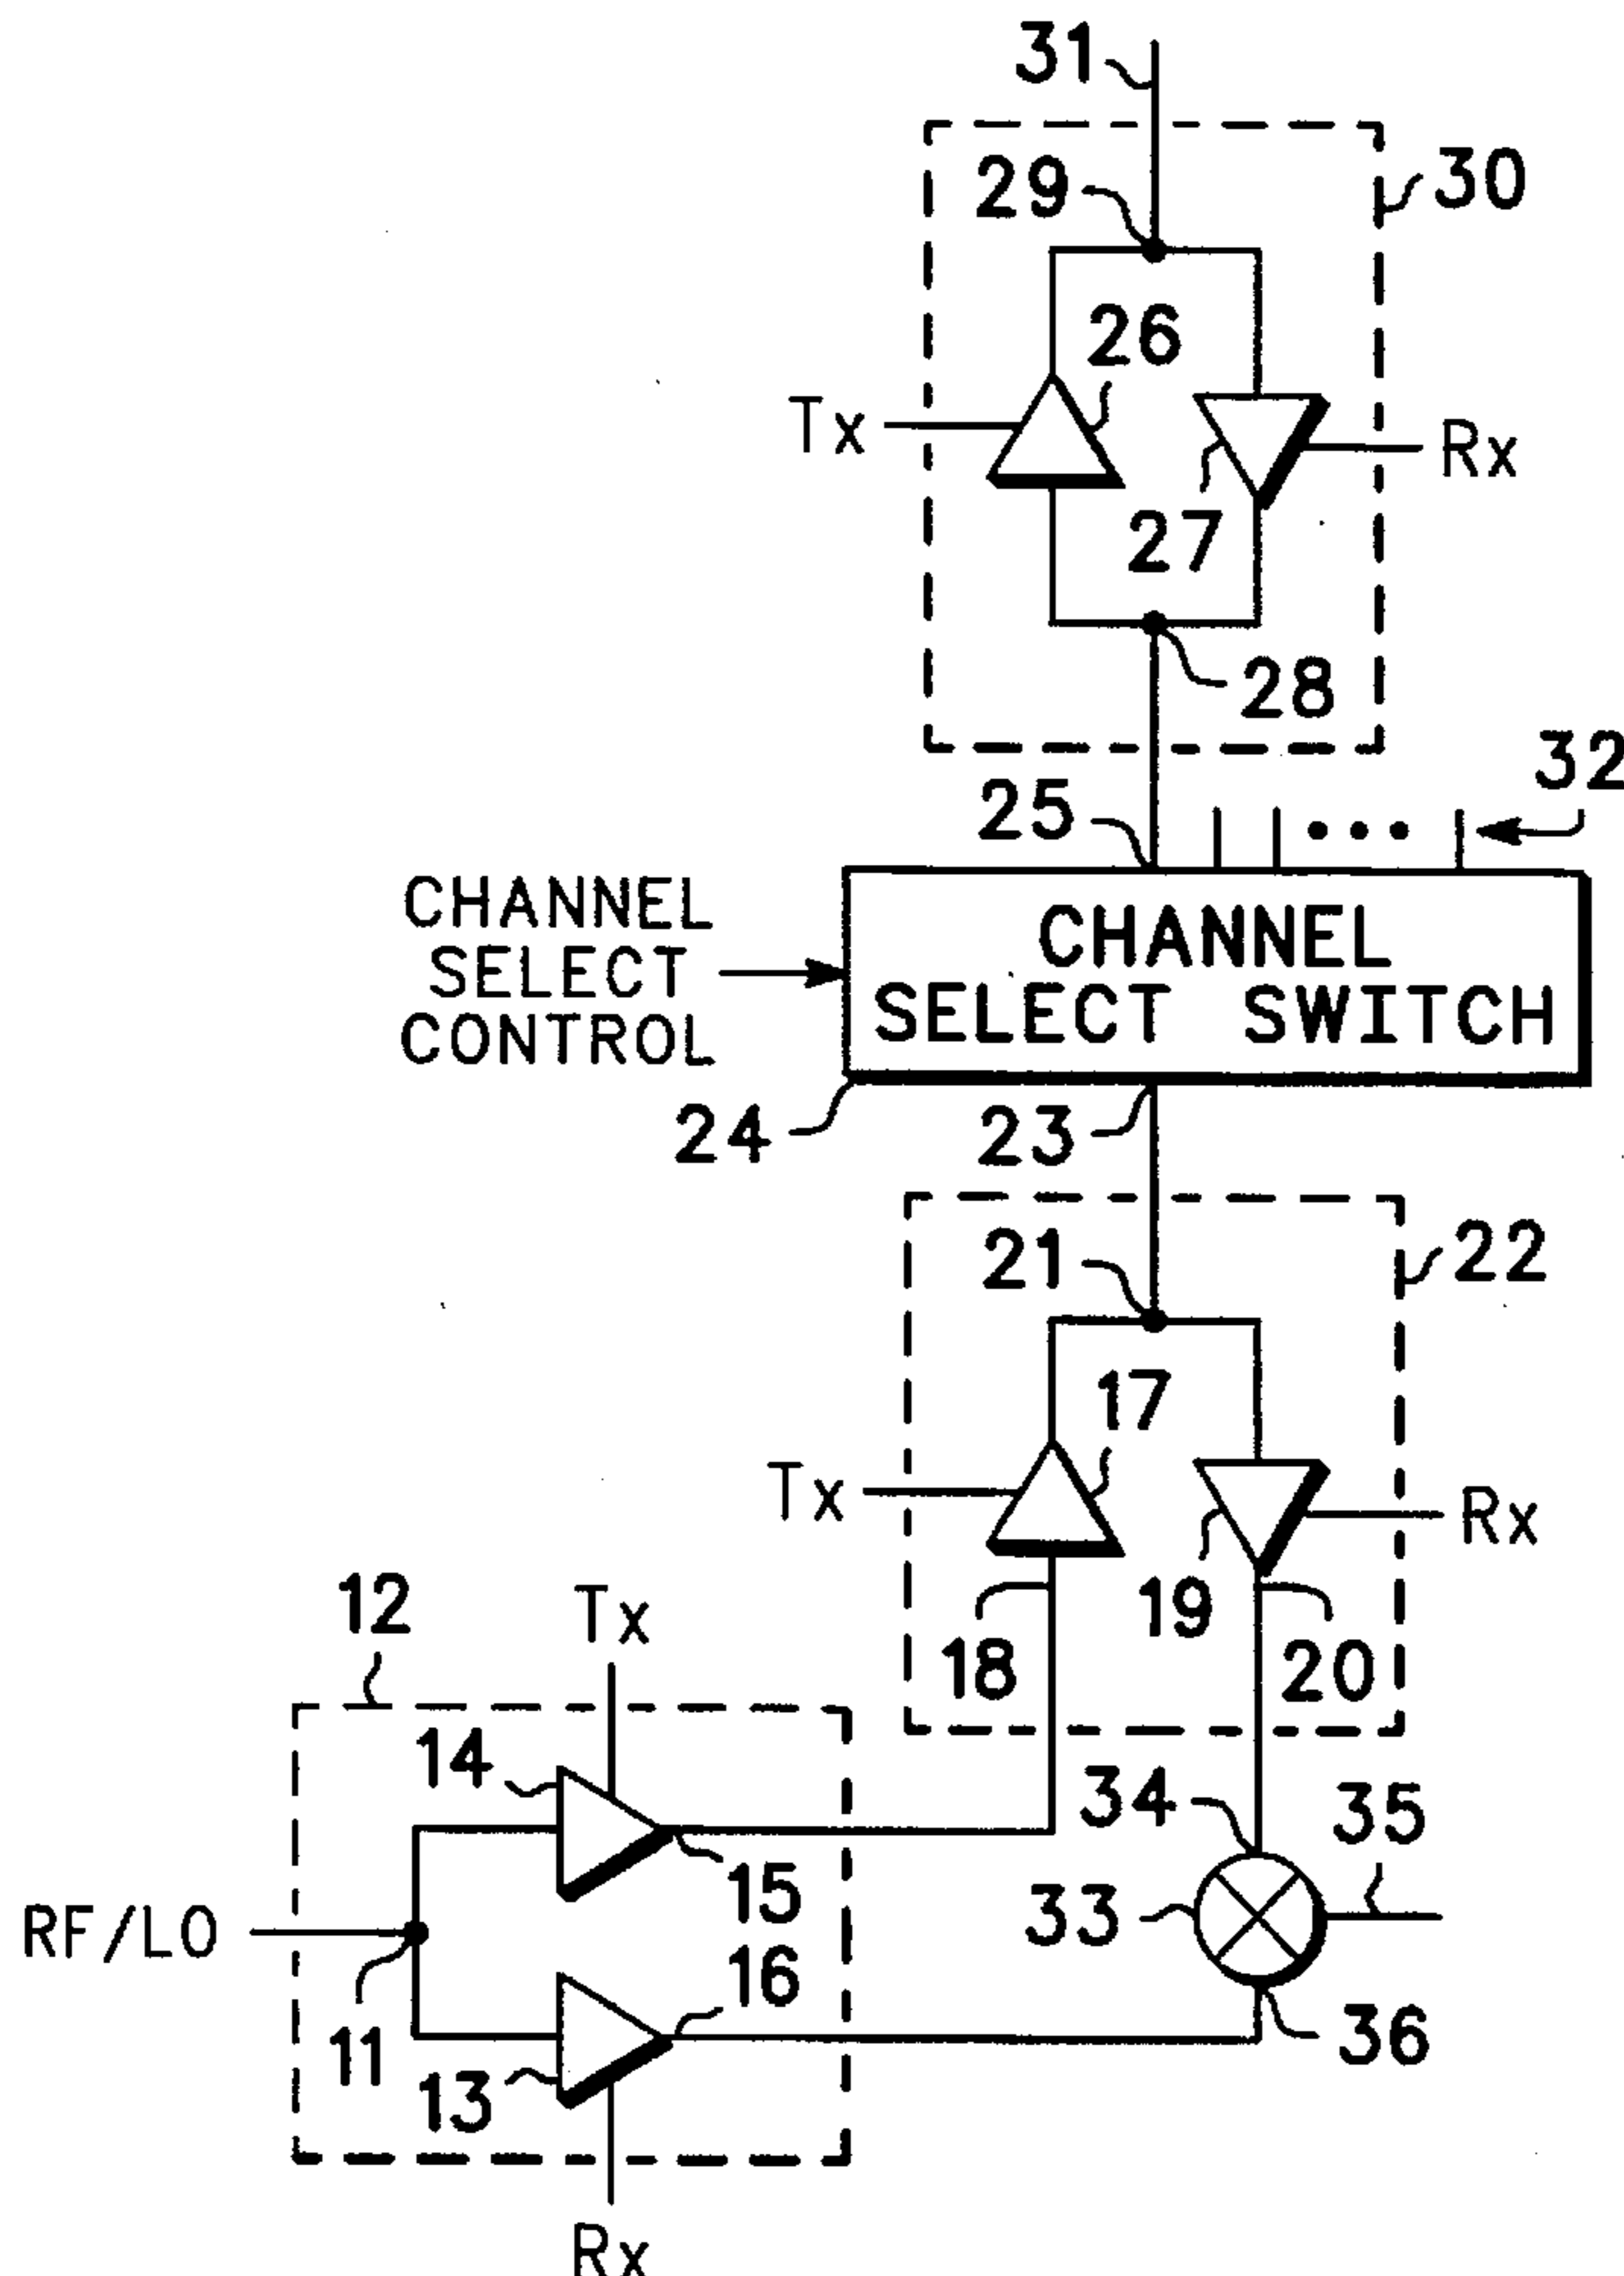 31
29
30
26
Tx
Rx
27
28
32
25
CHANNEL
SELECT
CONTROL
CHANNEL
SELECT SWITCH
24
23
21
22
17
Tx
Rx
19
18
20
12
Tx
14
34
35
15
RF/LO
33
16
11
13
36
Rx